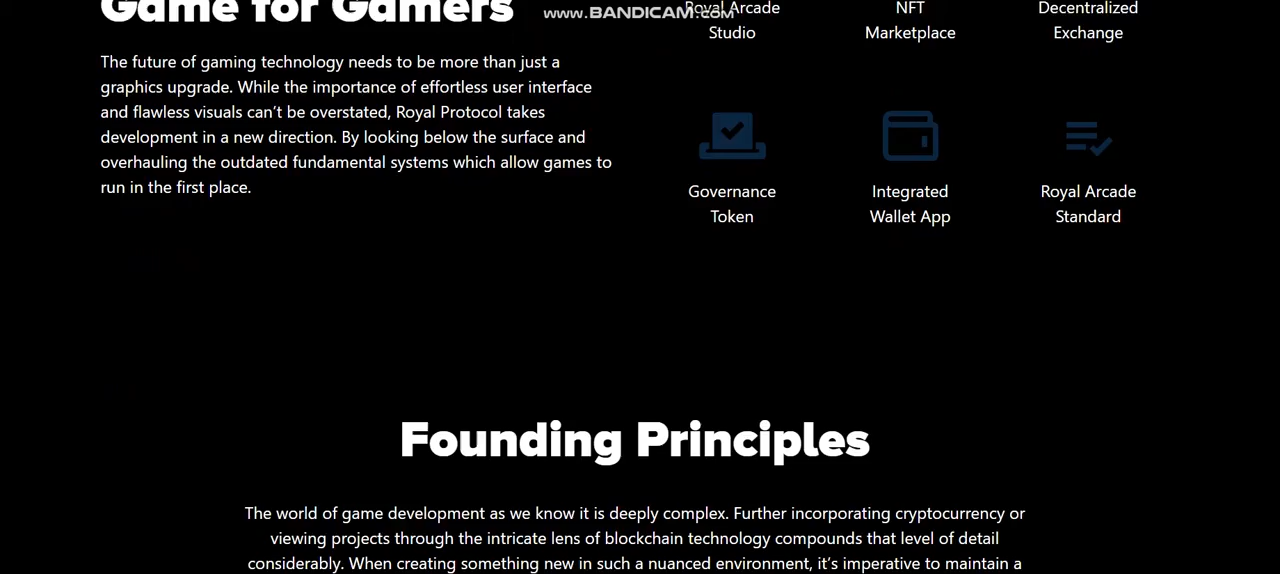 Game for Gamers
www.BANDICAM.com
The future of gaming technology needs to be more than just a
graphics upgrade. While the importance of effortless user interface
and flawless visuals can’t be overstated, Royal Protocol takes
development in a new direction. By looking below the surface and
overhauling the outdated fundamental systems which allow games to
run in the first place.
Royal Arcade
Studio
NFT
Marketplace
Decentralized
Exchange
Governance
Token
Integrated
Wallet App
Royal Arcade
Standard
Founding Principles
The world of game development as we know it is deeply complex. Further incorporating cryptocurrency or
viewing projects through the intricate lens of blockchain technology compounds that level of detail
considerably. When creating something new in such a nuanced environment, it’s imperative to maintain a